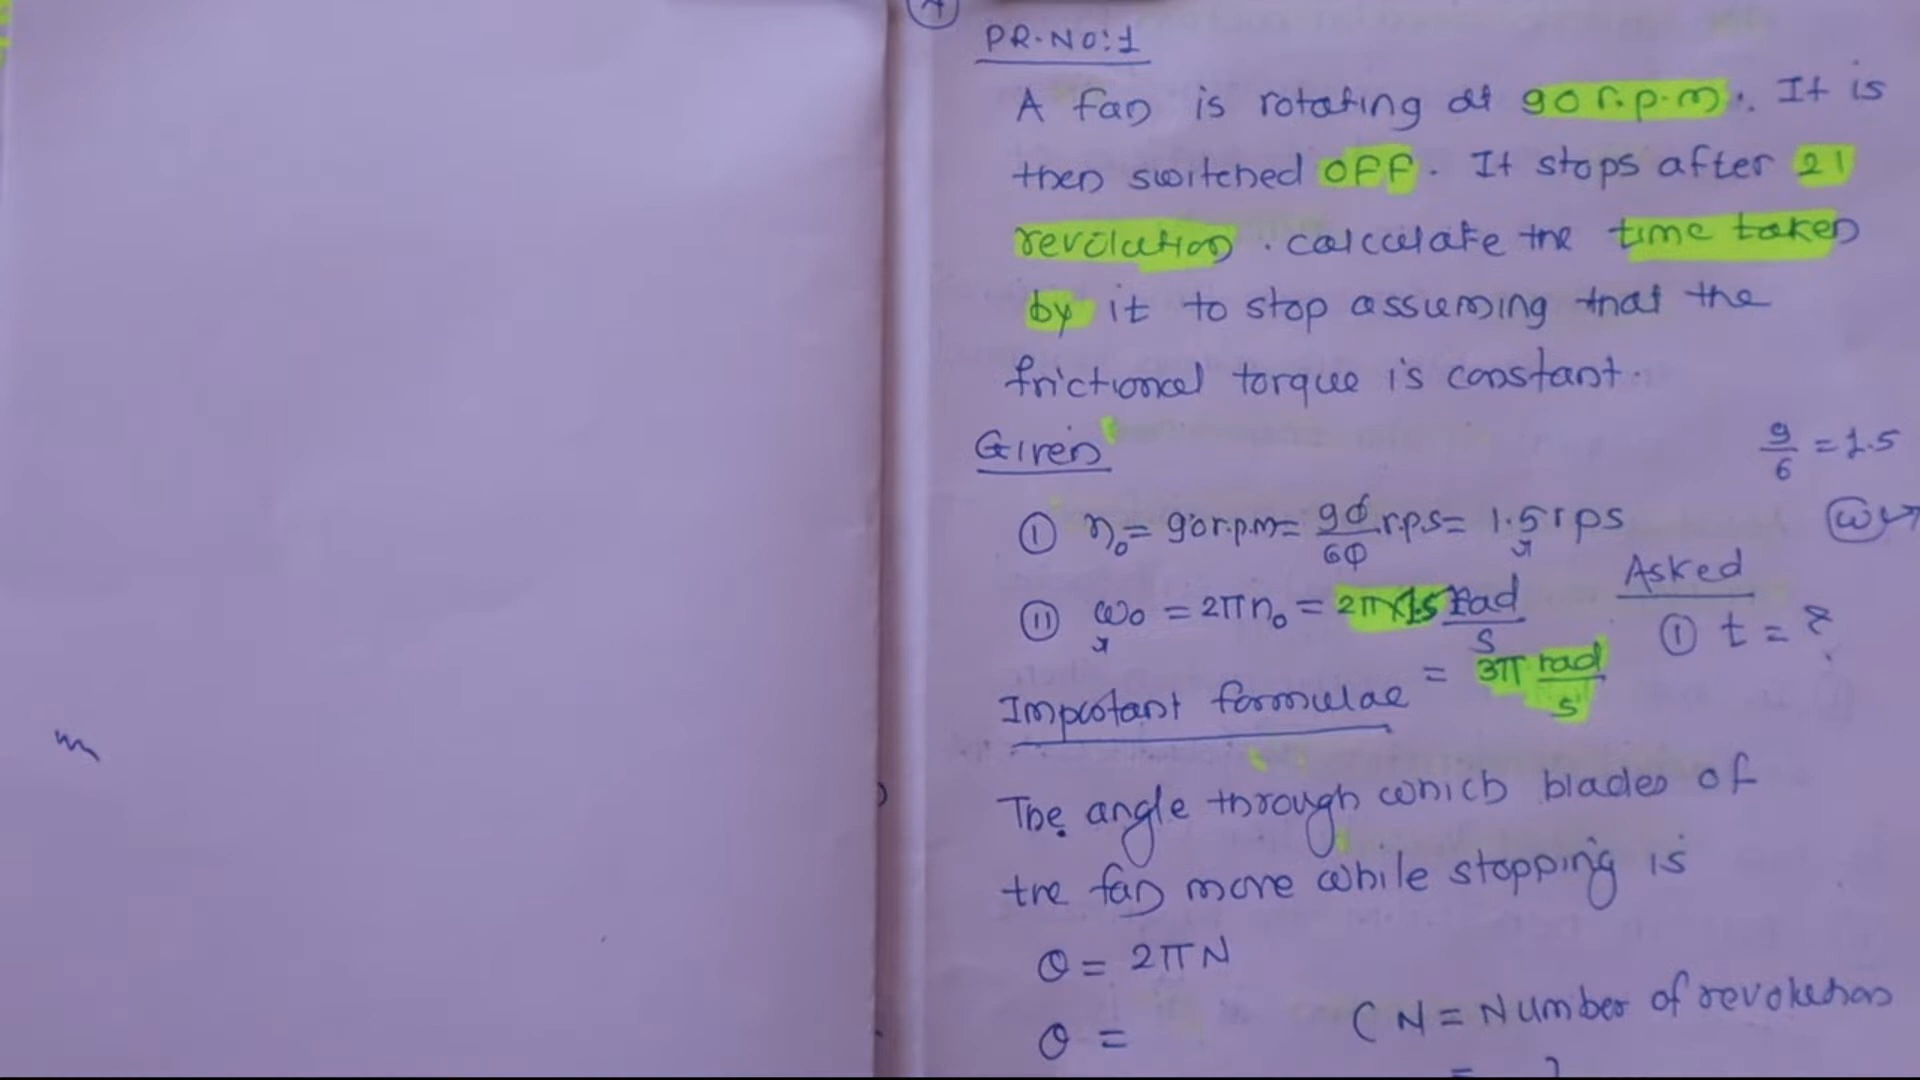 PR.NO:1
A fan is rotating at 90 r.p.m. It is
then switched OFF. It stops after 21
revolution. calculate the time taken
by it to stop assuming that the
frictional torque is constant.
Given
9/6 = 1.5
① n₀ = 90 r.p.m = 90/60 r.p.s = 1.5 rps
ω
Asked
② ω₀ = 2πn₀ = 2π×1.5 rad/s
① t = ?
= 3π rad/s
Important formulae
The angle through which blades of
the fan move while stopping is
θ = 2πN
(N = Number of revolutions
θ =
= )